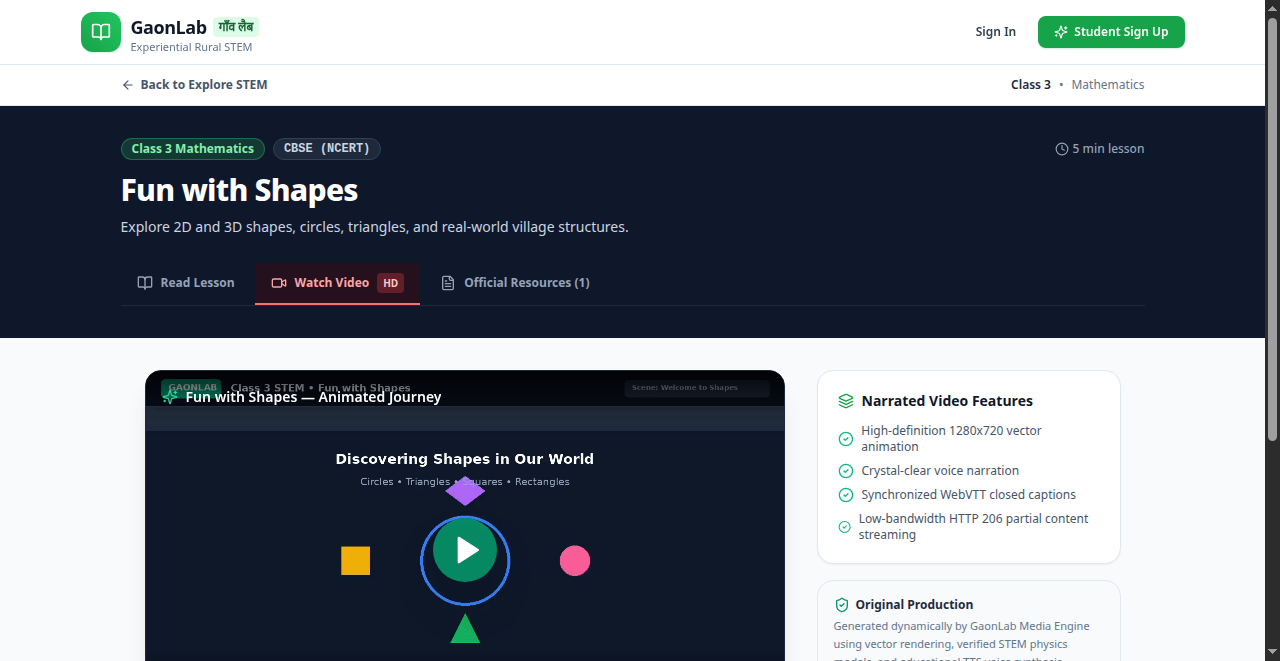 GaonLab गाँव लैब
Experiential Rural STEM
Sign In
Student Sign Up
Back to Explore STEM
Class 3 • Mathematics
Class 3 Mathematics
CBSE (NCERT)
5 min lesson
Fun with Shapes
Explore 2D and 3D shapes, circles, triangles, and real-world village structures.
Read Lesson
Watch Video HD
Official Resources (1)
GAONLAB
Class 3 STEM • Fun with Shapes
Scene: Welcome to Shapes
Fun with Shapes — Animated Journey
Discovering Shapes in Our World
Circles • Triangles • Squares • Rectangles
Narrated Video Features
High-definition 1280x720 vector
animation
Crystal-clear voice narration
Synchronized WebVTT closed captions
Low-bandwidth HTTP 206 partial content
streaming
Original Production
Generated dynamically by GaonLab Media Engine
using vector rendering, verified STEM physics
models, and educational TTS voice synthesis.